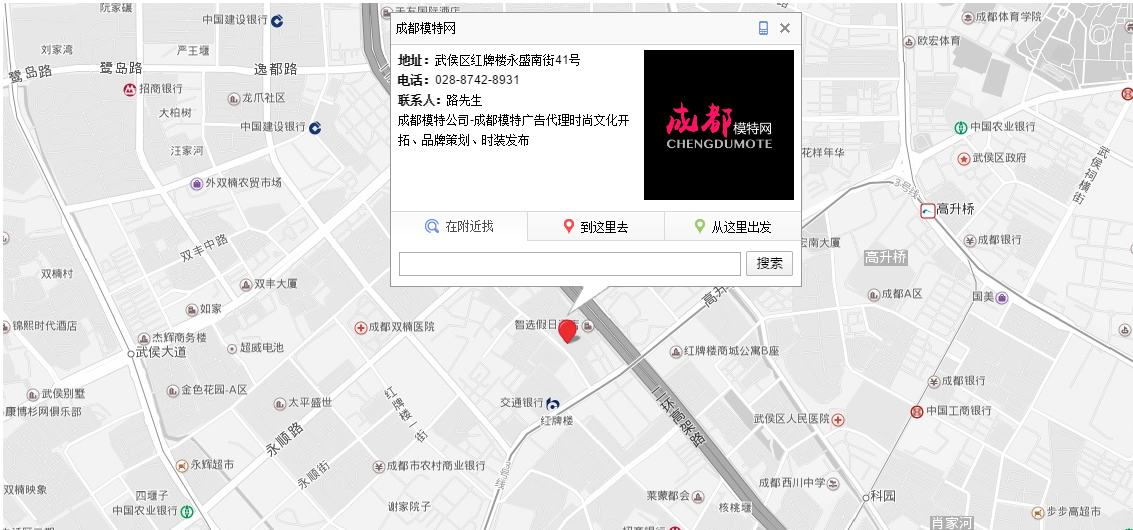 成都模特网
地址：武侯区红牌楼永盛南街41号
电话：028-8742-8931
联系人：路先生
成都模特公司-成都模特广告代理时尚文化开
拓、品牌策划、时装发布
成都 模特网
CHENGDUMOTE
在附近找
到这里去
从这里出发
搜索
阮家碾
中国建设银行
刘家湾
严王堰
鹭岛路
鹭岛路
逸都路
招商银行
龙爪社区
大柏树
中国建设银行
汪家河
外双楠农贸市场
双丰中路
双楠村
双丰大厦
如家
锦熙时代酒店
杰辉商务楼
超威电池
成都双楠医院
武侯大道
武侯别墅
康博杉网俱乐部
金色花园-A区
太平盛世
红牌楼一街
永顺路
永辉超市
永顺街
成都市农村商业银行
双楠映象
四堰子
中国农业银行
谢家院子
3号线
智选假日
交通银行
红牌楼
三环高架路
红牌楼商城公寓B座
武侯区人民医院
莱蒙都会
核桃堰
成都西川中学
科园
肖家河
步步高超市
中国工商银行
成都银行
国美
成都A区
高升桥
成都银行
高升桥
3号线
武侯祠横街
武侯区政府
中国农业银行
欧宏体育
成都体育学院
花样年华
宏南大厦
招商银行